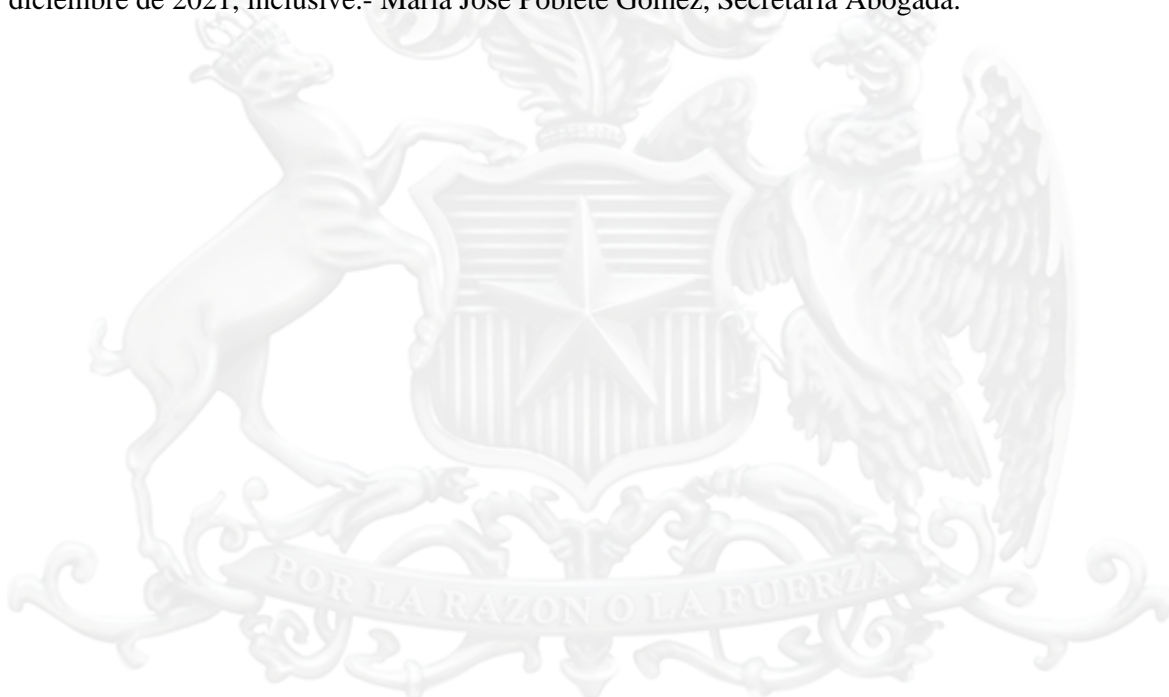 diciembre de 2021, inclusive.- María José Poblete Gómez, Secretaria Abogada.
POR LA RAZON O LA FUERZA